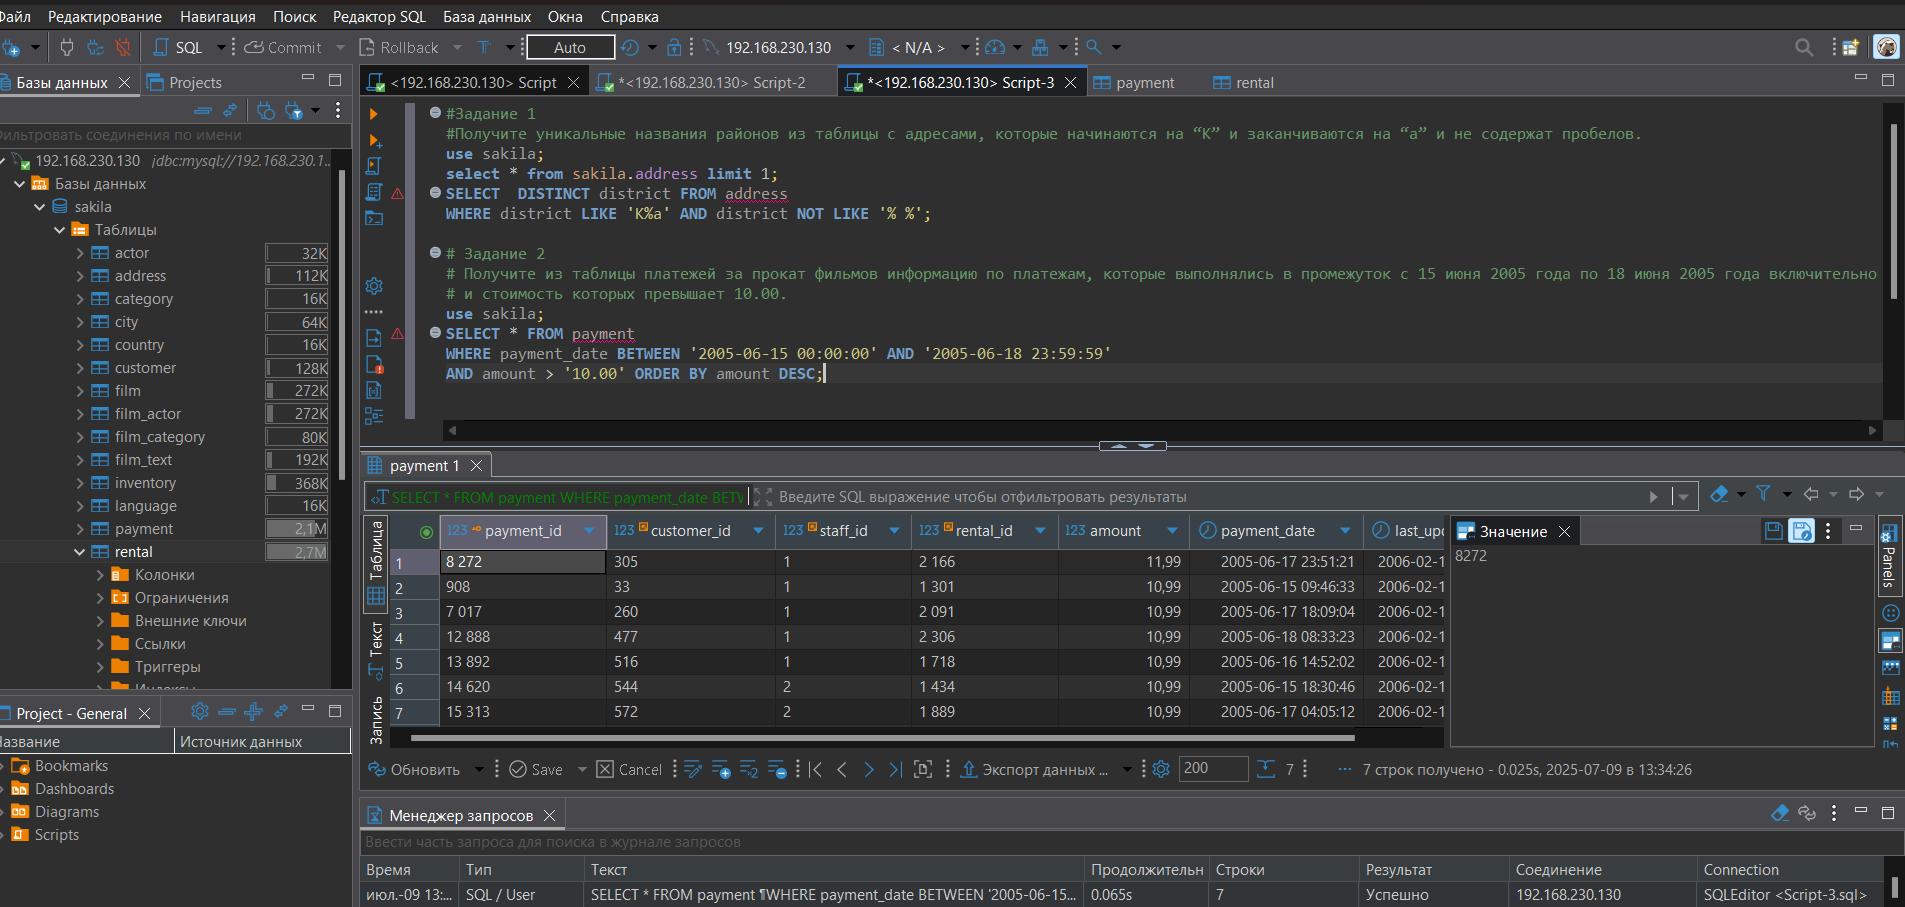 Файл Редактирование Навигация Поиск Редактор SQL База данных Окна Справка
SQL Commit Rollback T Auto 192.168.230.130 < N/A >
Базы данных Projects
<192.168.230.130> Script *<192.168.230.130> Script-2 *<192.168.230.130> Script-3 payment rental
Фильтровать соединения по имени
192.168.230.130 jdbc:mysql://192.168.230.1...
Базы данных
sakila
Таблицы
actor 32K
address 112K
category 16K
city 64K
country 16K
customer 128K
film 272K
film_actor 272K
film_category 80K
film_text 192K
inventory 368K
language 16K
payment 2,1M
rental 2,7M
Колонки
Ограничения
Внешние ключи
Ссылки
Триггеры
Индексы
Project - General
Название Источник данных
Bookmarks
Dashboards
Diagrams
Scripts
#Задание 1
#Получите уникальные названия районов из таблицы с адресами, которые начинаются на “K” и заканчиваются на “a” и не содержат пробелов.
use sakila;
select * from sakila.address limit 1;
SELECT DISTINCT district FROM address
WHERE district LIKE 'K%a' AND district NOT LIKE '% %';
# Задание 2
# Получите из таблицы платежей за прокат фильмов информацию по платежам, которые выполнялись в промежуток с 15 июня 2005 года по 18 июня 2005 года включительно
# и стоимость которых превышает 10.00.
use sakila;
SELECT * FROM payment
WHERE payment_date BETWEEN '2005-06-15 00:00:00' AND '2005-06-18 23:59:59'
AND amount > '10.00' ORDER BY amount DESC;
payment 1
SELECT * FROM payment WHERE payment_date BETV Введите SQL выражение чтобы отфильтровать результаты
Таблица
Текст
Запись
123 payment_id 123 customer_id 123 staff_id 123 rental_id 123 amount payment_date last_up
1 8 272 305 1 2 166 11,99 2005-06-17 23:51:21 2006-02-1
2 908 33 1 1 301 10,99 2005-06-15 09:46:33 2006-02-1
3 7 017 260 1 2 091 10,99 2005-06-17 18:09:04 2006-02-1
4 12 888 477 1 2 306 10,99 2005-06-18 08:33:23 2006-02-1
5 13 892 516 1 1 718 10,99 2005-06-16 14:52:02 2006-02-1
6 14 620 544 2 1 434 10,99 2005-06-15 18:30:46 2006-02-1
7 15 313 572 2 1 889 10,99 2005-06-17 04:05:12 2006-02-1
Значение
8272
Panels
Обновить Save Cancel Экспорт данных ... 200 7 7 строк получено - 0.025s, 2025-07-09 в 13:34:26
Менеджер запросов
Ввести часть запроса для поиска в журнале запросов
Время Тип Текст Продолжительн Строки Результат Соединение Connection
июл.-09 13:... SQL / User SELECT * FROM payment ¶WHERE payment_date BETWEEN '2005-06-15... 0.065s 7 Успешно 192.168.230.130 SQLEditor <Script-3.sql>